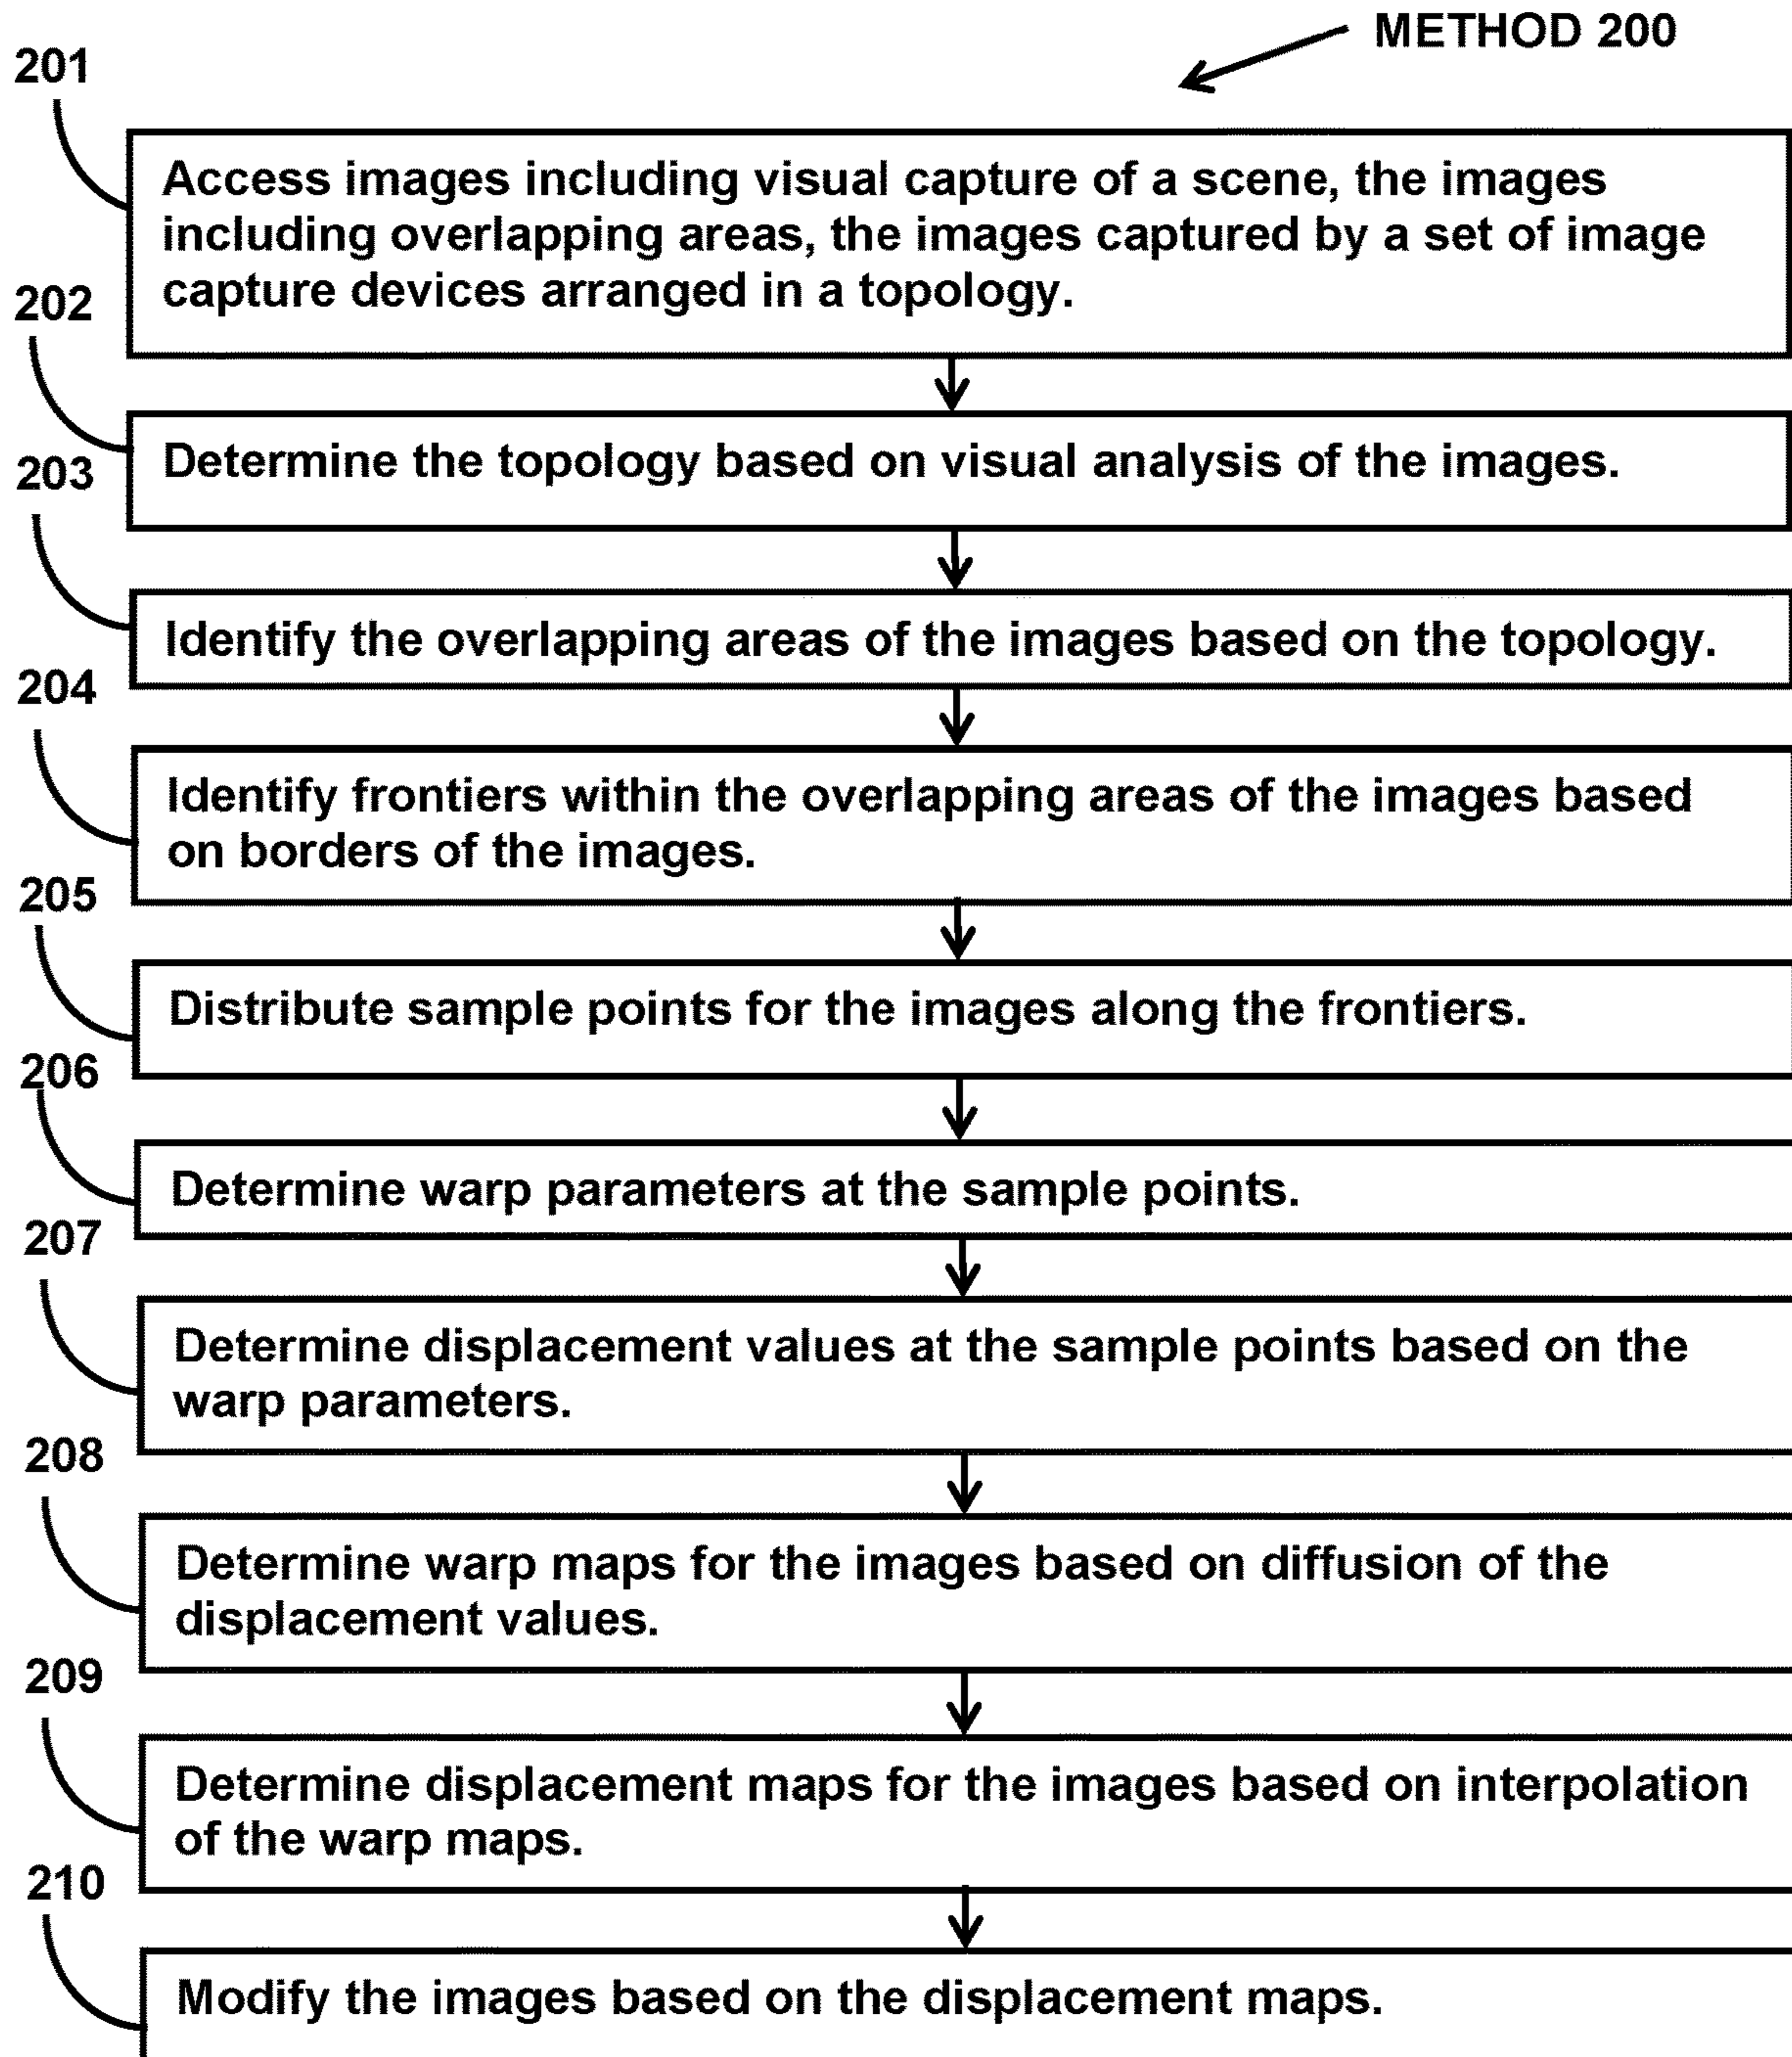 METHOD 200
201
Access images including visual capture of a scene, the images
including overlapping areas, the images captured by a set of image
capture devices arranged in a topology.
202
Determine the topology based on visual analysis of the images.
203
Identify the overlapping areas of the images based on the topology.
204
Identify frontiers within the overlapping areas of the images based
on borders of the images.
205
Distribute sample points for the images along the frontiers.
206
Determine warp parameters at the sample points.
207
Determine displacement values at the sample points based on the
warp parameters.
208
Determine warp maps for the images based on diffusion of the
displacement values.
209
Determine displacement maps for the images based on interpolation
of the warp maps.
210
Modify the images based on the displacement maps.